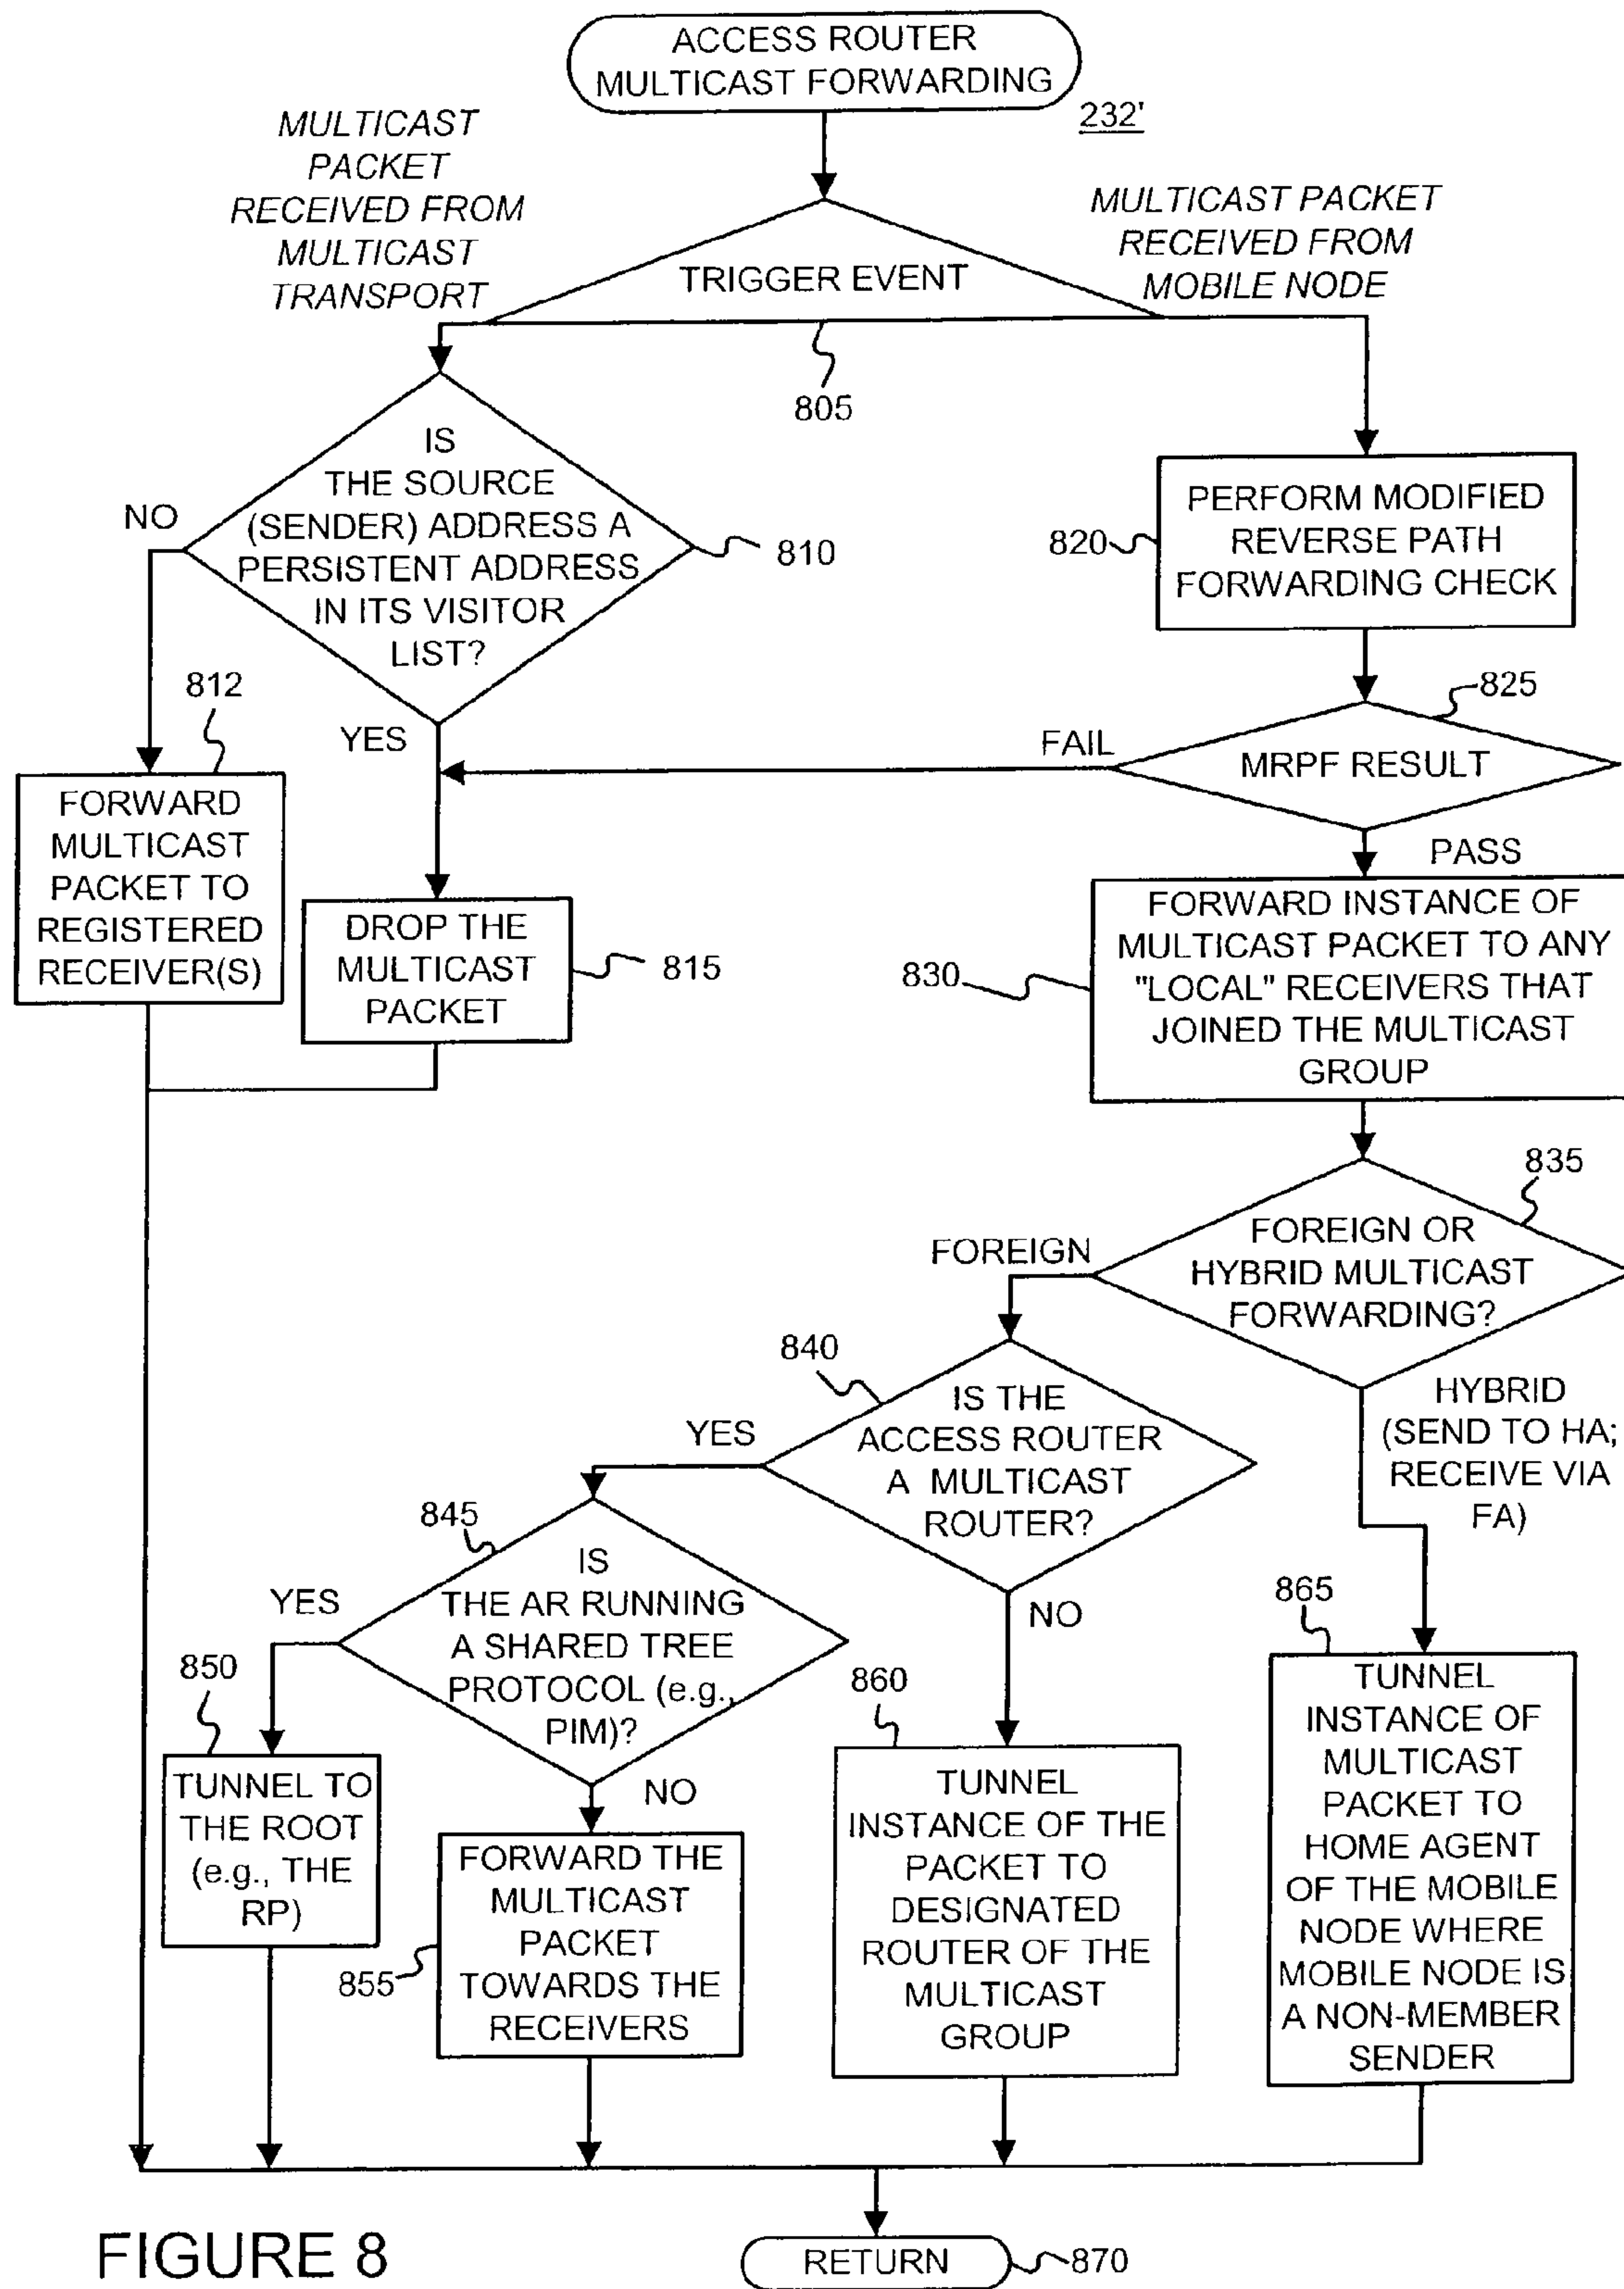 ACCESS ROUTER
MULTICAST FORWARDING
232'
MULTICAST
PACKET
RECEIVED FROM
MULTICAST
TRANSPORT
MULTICAST PACKET
RECEIVED FROM
MOBILE NODE
TRIGGER EVENT
805
IS
THE SOURCE
(SENDER) ADDRESS A
PERSISTENT ADDRESS
IN ITS VISITOR
LIST?
NO
810
820
PERFORM MODIFIED
REVERSE PATH
FORWARDING CHECK
812
YES
825
FAIL
MRPF RESULT
PASS
FORWARD
MULTICAST
PACKET TO
REGISTERED
RECEIVER(S)
DROP THE
MULTICAST
PACKET
815
830
FORWARD INSTANCE OF
MULTICAST PACKET TO ANY
"LOCAL" RECEIVERS THAT
JOINED THE MULTICAST
GROUP
835
FOREIGN
FOREIGN OR
HYBRID MULTICAST
FORWARDING?
840
YES
IS THE
ACCESS ROUTER
A MULTICAST
ROUTER?
HYBRID
(SEND TO HA;
RECEIVE VIA
FA)
845
YES
IS
THE AR RUNNING
A SHARED TREE
PROTOCOL (e.g.,
PIM)?
NO
865
850
860
TUNNEL TO
THE ROOT
(e.g., THE
RP)
NO
FORWARD THE
MULTICAST
PACKET
TOWARDS THE
RECEIVERS
855
TUNNEL
INSTANCE OF THE
PACKET TO
DESIGNATED
ROUTER OF THE
MULTICAST
GROUP
TUNNEL
INSTANCE OF
MULTICAST
PACKET TO
HOME AGENT
OF THE MOBILE
NODE WHERE
MOBILE NODE IS
A NON-MEMBER
SENDER
FIGURE 8
RETURN
870